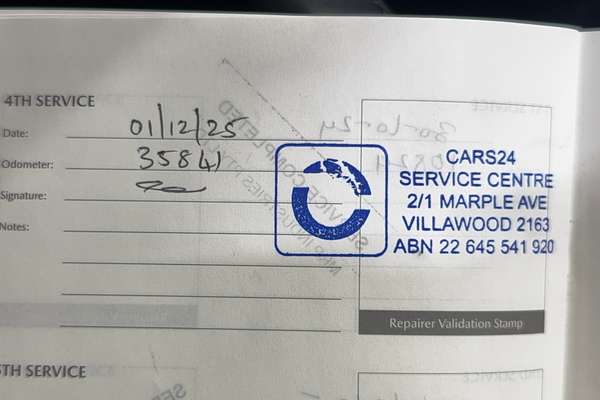 4TH SERVICE
Date: 01/12/25
Odometer: 35841
Signature:
Notes:
CARS24
SERVICE CENTRE
2/1 MARPLE AVE
VILLAWOOD 2163
ABN 22 645 541 920
Repairer Validation Stamp
5TH SERVICE